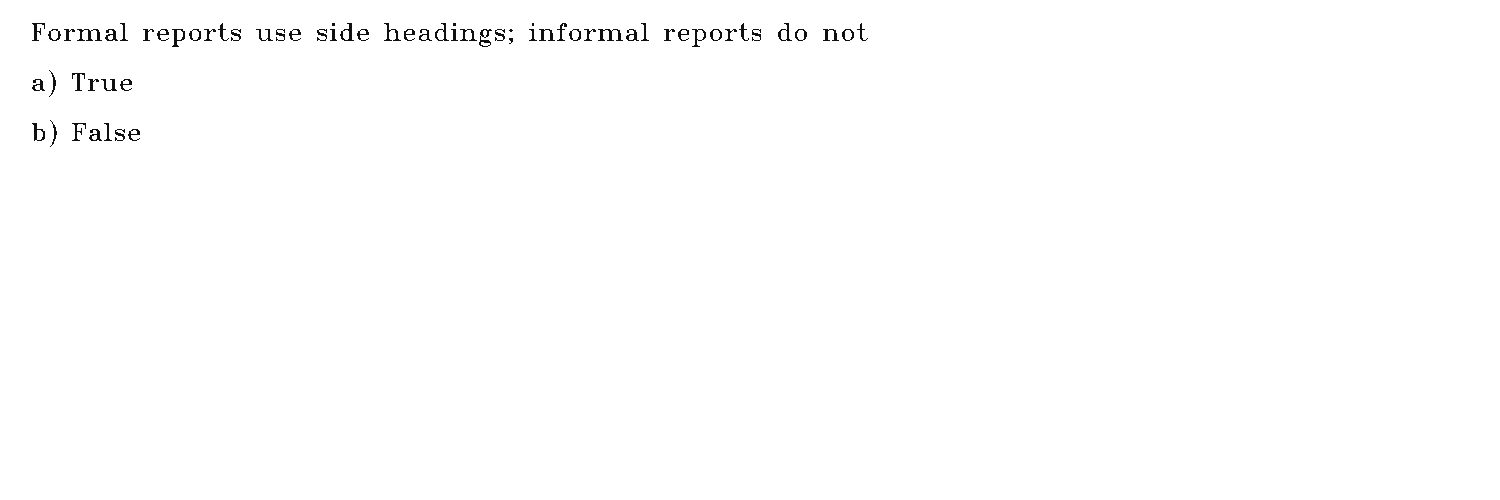 Formal reports use side headings; informal reports do not
a) True
b) False